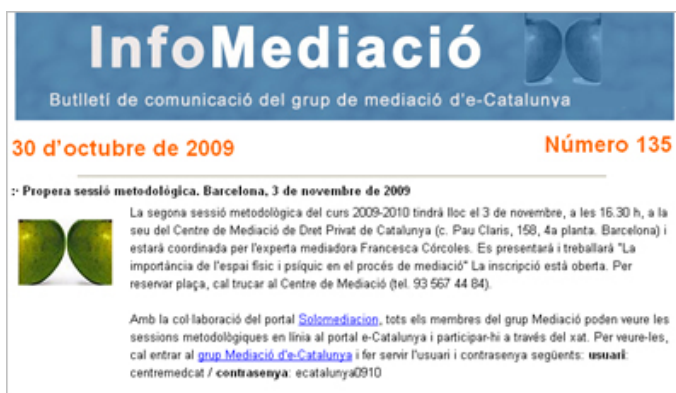 InfoMediació
Butlletí de comunicació del grup de mediació d'e-Catalunya
30 d'octubre de 2009
Número 135
:· Propera sessió metodològica. Barcelona, 3 de novembre de 2009
La segona sessió metodològica del curs 2009-2010 tindrà lloc el 3 de novembre, a les 16.30 h, a la
seu del Centre de Mediació de Dret Privat de Catalunya (c. Pau Claris, 158, 4a planta. Barcelona) i
estarà coordinada per l'experta mediadora Francesca Córcoles. Es presentarà i treballarà "La
importància de l'espai físic i psíquic en el procés de mediació" La inscripció està oberta. Per
reservar plaça, cal trucar al Centre de Mediació (tel. 93 567 44 84).
Amb la col·laboració del portal Solomediacion, tots els membres del grup Mediació poden veure les
sessions metodològiques en línia al portal e-Catalunya i participar-hi a través del xat. Per veure-les,
cal entrar al grup Mediació d'e-Catalunya i fer servir l'usuari i contrasenya següents: usuari:
centremedcat / contrasenya: ecatalunya0910